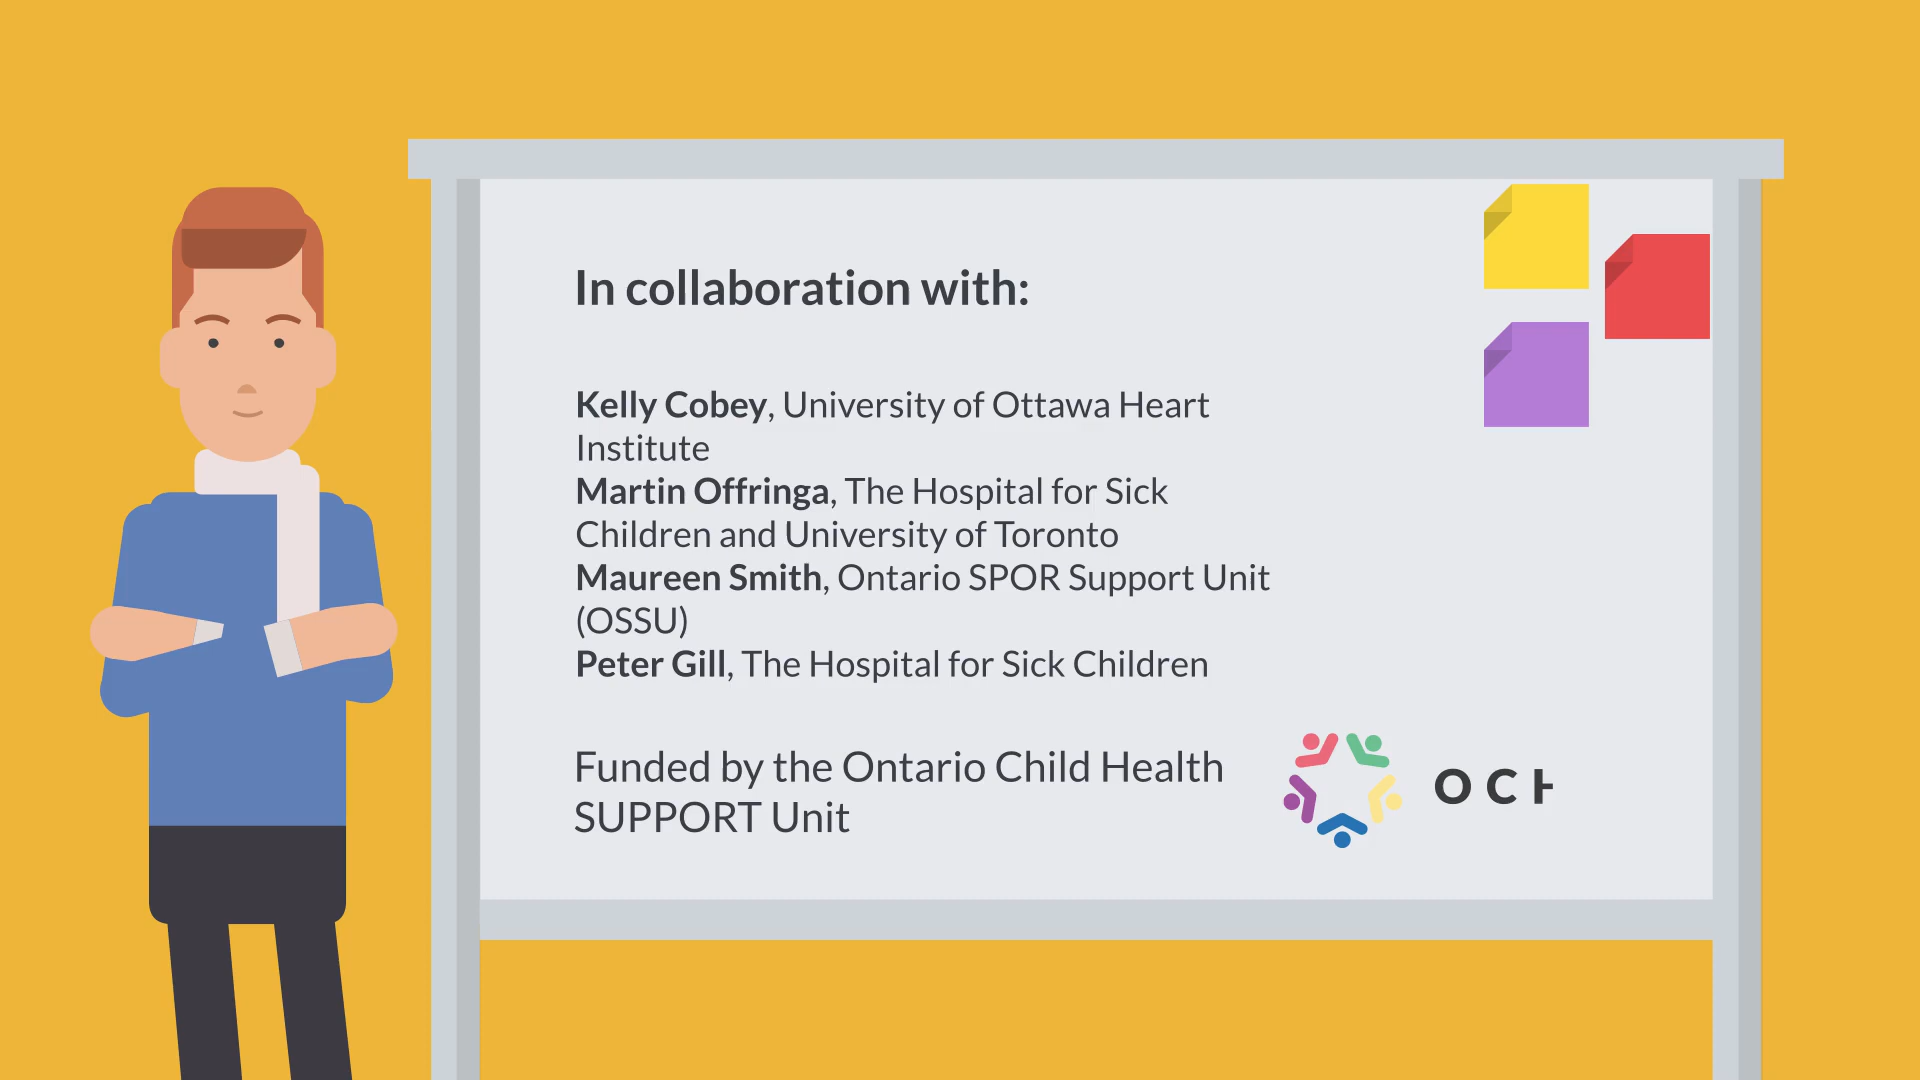 In collaboration with:
Kelly Cobey, University of Ottawa Heart
Institute
Martin Offringa, The Hospital for Sick
Children and University of Toronto
Maureen Smith, Ontario SPOR Support Unit
(OSSU)
Peter Gill, The Hospital for Sick Children
Funded by the Ontario Child Health
SUPPORT Unit
OCH